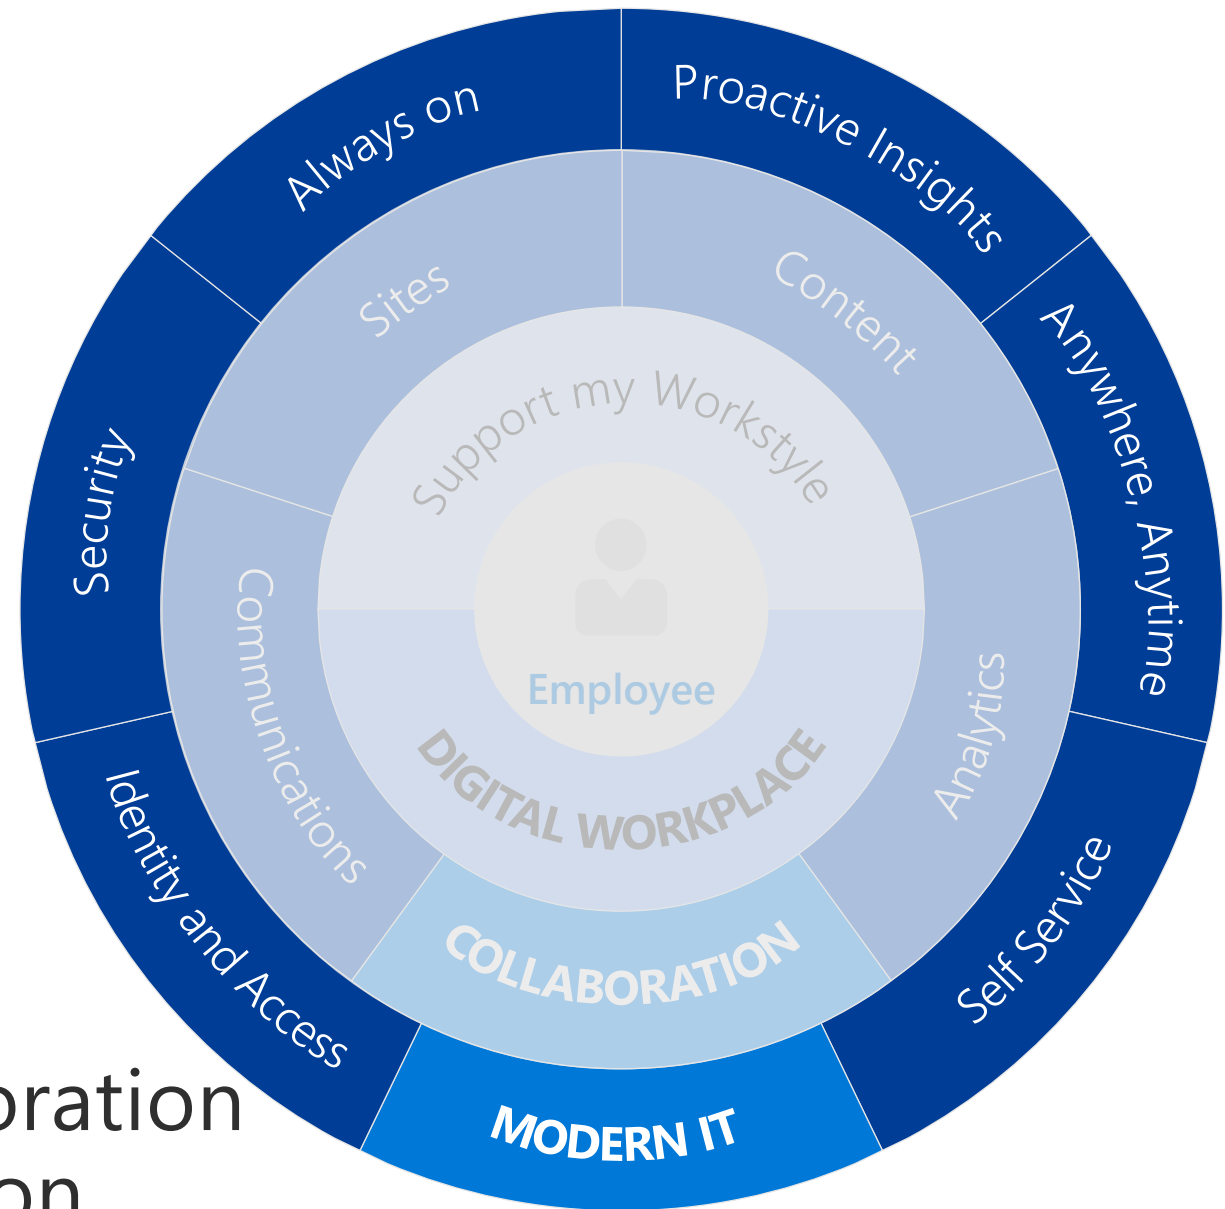 Always on
Proactive Insights
Anywhere, Anytime
Self Service
MODERN IT
Identity and Access
Security
Sites
Content
Analytics
COLLABORATION
Communications
Support my Workstyle
Employee
DIGITAL WORKPLACE
oration
on